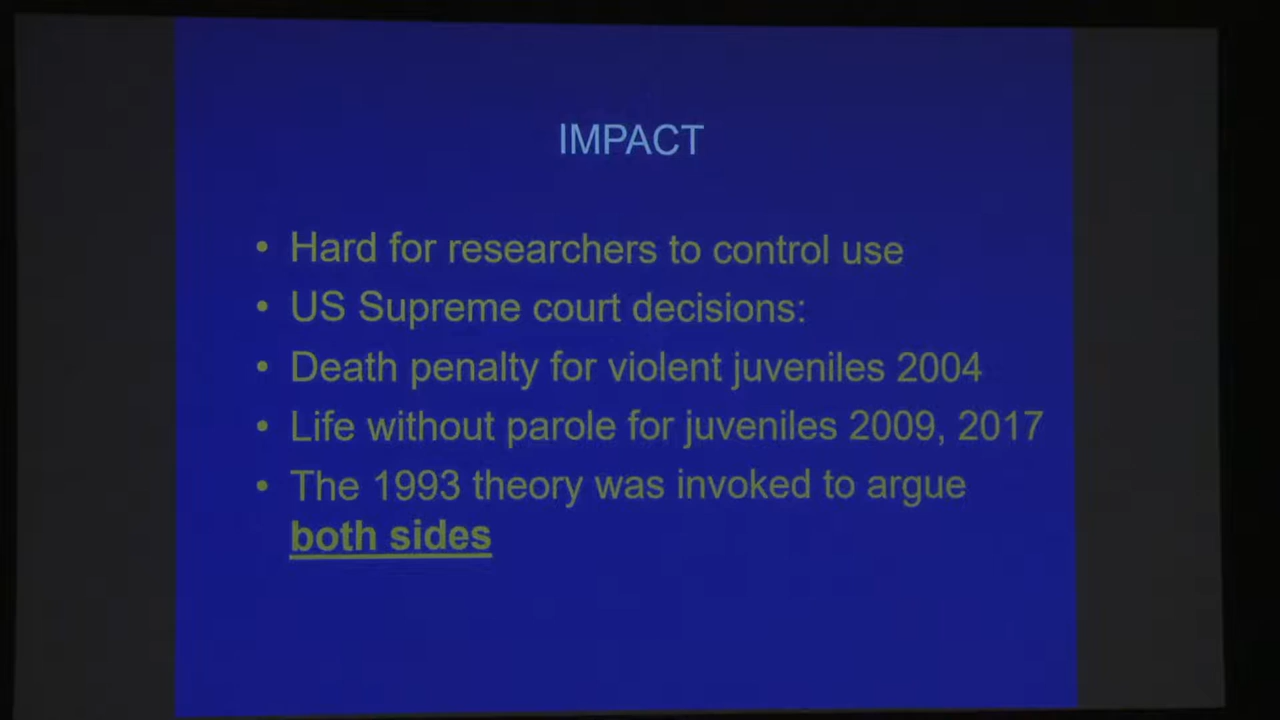 IMPACT
• Hard for researchers to control use
• US Supreme court decisions:
• Death penalty for violent juveniles 2004
• Life without parole for juveniles 2009, 2017
• The 1993 theory was invoked to argue
both sides